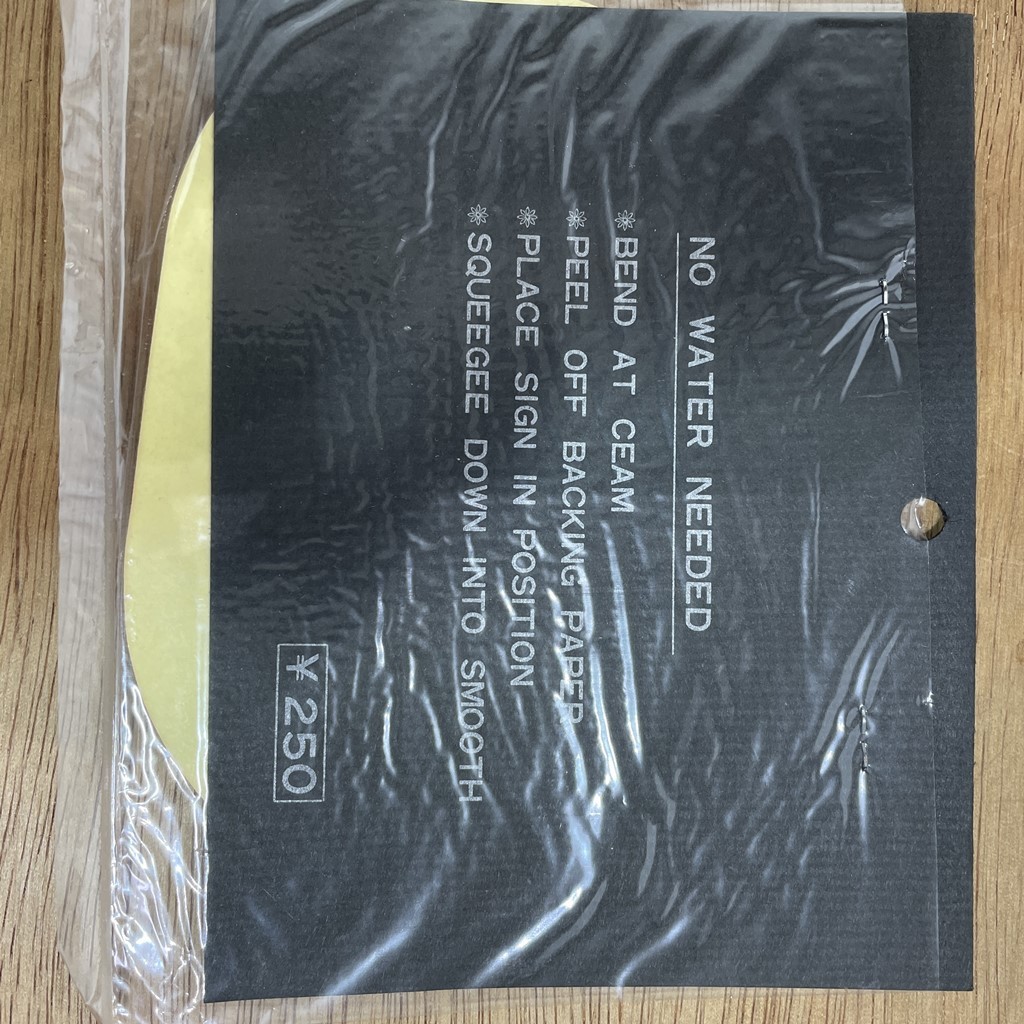 NO WATER NEEDED
* BEND AT CEAM
* PEEL OFF BACKING PAPER
* PLACE SIGN IN POSITION
* SQUEEGEE DOWN INTO SMOOTH
¥250